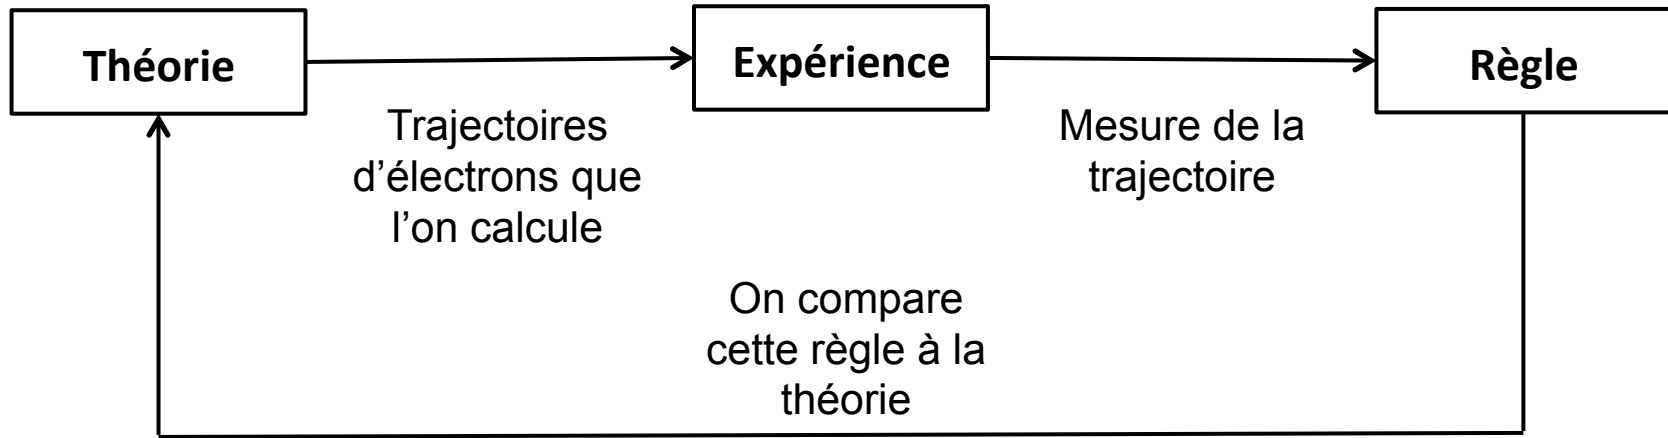 Théorie
Expérience
Règle
Trajectoires
d’électrons que
l’on calcule
Mesure de la
trajectoire
On compare
cette règle à la
théorie